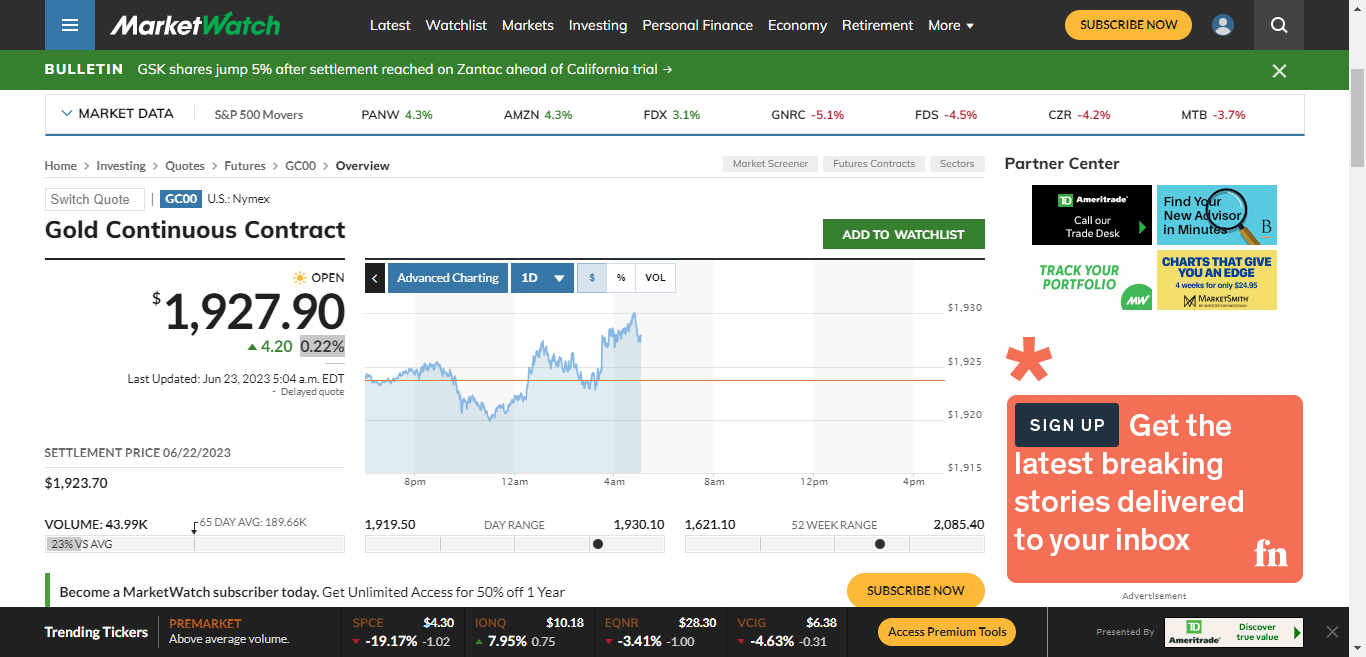 MarketWatch
Latest Watchlist Markets Investing Personal Finance Economy Retirement More
SUBSCRIBE NOW
BULLETIN GSK shares jump 5% after settlement reached on Zantac ahead of California trial →
MARKET DATA S&P 500 Movers PANW 4.3% AMZN 4.3% FDX 3.1% GNRC -5.1% FDS -4.5% CZR -4.2% MTB -3.7%
Home > Investing > Quotes > Futures > GC00 > Overview
Market Screener Futures Contracts Sectors
Switch Quote | GC00 U.S.: Nymex
Gold Continuous Contract
ADD TO WATCHLIST
OPEN
$1,927.90
4.20 0.22%
Last Updated: Jun 23, 2023 5:04 a.m. EDT
- Delayed quote
SETTLEMENT PRICE 06/22/2023
$1,923.70
VOLUME: 43.99K
65 DAY AVG: 189.66K
23% VS AVG
< Advanced Charting 1D $ % VOL
$1,930
$1,925
$1,920
$1,915
8pm 12am 4am 8am 12pm 4pm
1,919.50 DAY RANGE 1,930.10
1,621.10 52 WEEK RANGE 2,085.40
Become a MarketWatch subscriber today. Get Unlimited Access for 50% off 1 Year
SUBSCRIBE NOW
Partner Center
TD Ameritrade
Call our
Trade Desk
Find Your
New Advisor
in Minutes
B
TRACK YOUR
PORTFOLIO
MW
CHARTS THAT GIVE
YOU AN EDGE
4 weeks for only $24.95
MARKETSMITH
SIGN UP Get the
latest breaking
stories delivered
to your inbox
fn
Advertisement
Trending Tickers
PREMARKET
Above average volume.
SPCE $4.30
-19.17% -1.02
IONQ $10.18
7.95% 0.75
EQNR $28.30
-3.41% -1.00
VCIG $6.38
-4.63% -0.31
Access Premium Tools
Presented By
TD
Ameritrade
Discover
true value